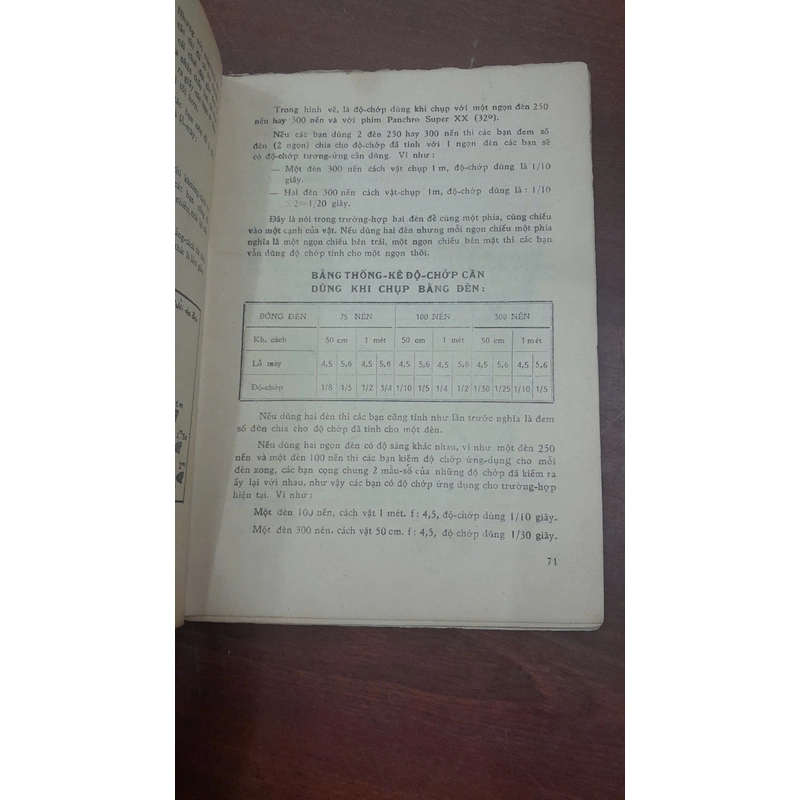 Trong hình vẽ, là độ-chớp dùng khi chụp với một ngọn đèn 250
nến hay 300 nến và với phim Panchro Super XX (32º).
Nếu các bạn dùng 2 đèn 250 hay 300 nến thì các bạn đem số
đèn (2 ngọn) chia cho độ-chớp đã tính với 1 ngọn đèn các bạn sẽ
có độ-chớp tương-ứng cần dùng. Ví như :
— Một đèn 300 nến cách vật chụp 1m, độ-chớp dùng là 1/10
giây.
— Hai đèn 300 nến cách vật-chụp 1m, độ-chớp dùng là : 1/10
: 2=1/20 giây.
Đây là nói trong trường-hợp hai đèn để cùng một phía, cùng chiếu
vào một cạnh của vật. Nếu dùng hai đèn nhưng mỗi ngọn chiếu một phía
nghĩa là một ngọn chiếu bên trái, một ngọn chiếu bên mặt thì các bạn
vẫn dùng độ chớp tính cho một ngọn thôi.
BẢNG THỐNG-KÊ ĐỘ-CHỚP CẦN
DÙNG KHI CHỤP BẰNG ĐÈN :
BÓNG ĐÈN 75 NẾN 100 NẾN 300 NẾN
Kh. cách 50 cm 1 mét 50 cm 1 mét 50 cm 1 mét
Lỗ máy 4,5 5,6 4,5 5,6 4,5 5,6 4,5 5,6 4,5 5,6 4,5 5,6
Độ-chớp 1/8 1/5 1/2 3/4 1/10 1/5 1/4 1/2 1/30 1/25 1/10 1/5
Nếu dùng hai đèn thì các bạn cũng tính như lần trước nghĩa là đem
số đèn chia cho độ chớp đã tính cho một đèn.
Nếu dùng hai ngọn đèn có độ sáng khác nhau, ví như một đèn 250
nến và một đèn 100 nến thì các bạn kiếm độ chớp ứng-dụng cho mỗi
đèn xong, các bạn cọng chung 2 mẫu-số của những độ chớp đã kiếm ra
ấy lại với nhau, như vậy các bạn có độ chớp ứng dụng cho trường-hợp
hiện tại. Ví như :
Một đèn 100 nến, cách vật 1 mét. f : 4,5, độ-chớp dùng 1/10 giây.
Một đèn 300 nến. cách vật 50 cm. f : 4,5, độ-chớp dùng 1/30 giây.
71